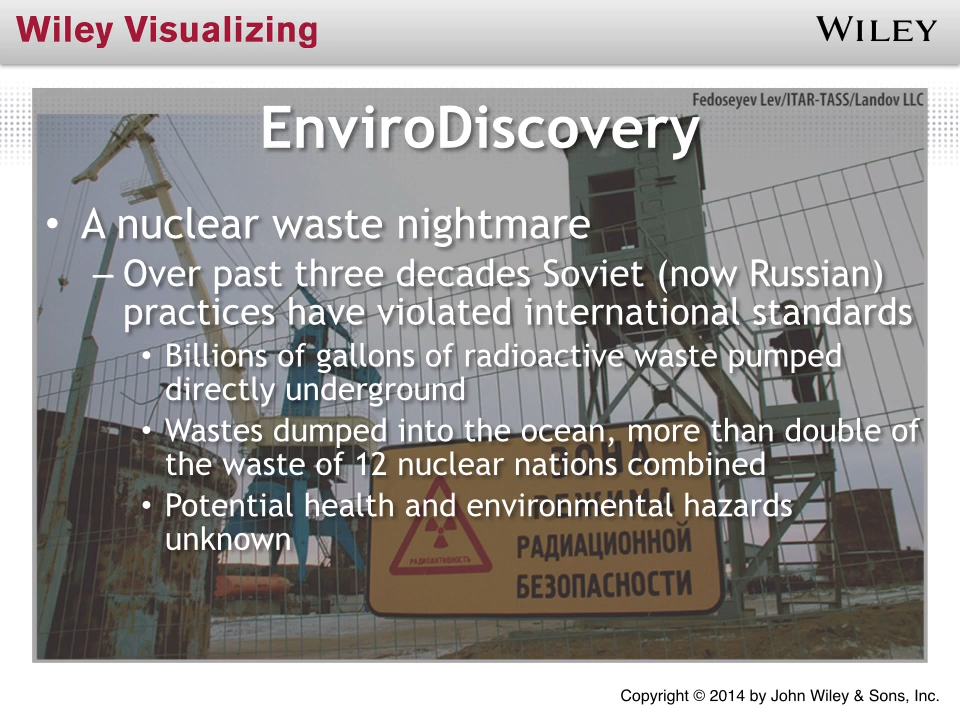 Wiley Visualizing
WILEY
Fedoseyev Lev/ITAR-TASS/Landov LLC
EnviroDiscovery
• A nuclear waste nightmare
– Over past three decades Soviet (now Russian)
practices have violated international standards
• Billions of gallons of radioactive waste pumped
directly underground
• Wastes dumped into the ocean, more than double of
the waste of 12 nuclear nations combined
• Potential health and environmental hazards
unknown
ЗОНА
РЕЖИМА
РАДИАЦИОННОЙ
БЕЗОПАСНОСТИ
РАДИОАКТИВНОСТЬ
Copyright © 2014 by John Wiley & Sons, Inc.